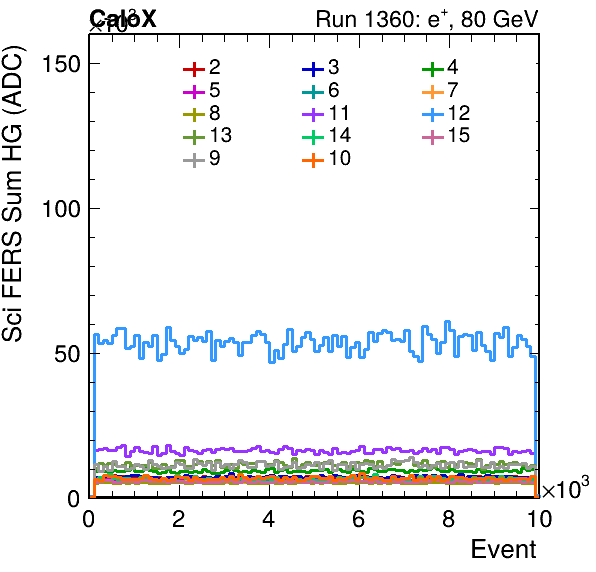 CaloX
×10³
Run 1360: e⁺, 80 GeV
Sci FERS Sum HG (ADC)
150
100
50
0
2 3 4
5 6 7
8 11 12
13 14 15
9 10
0 2 4 6 8 10
×10³
Event